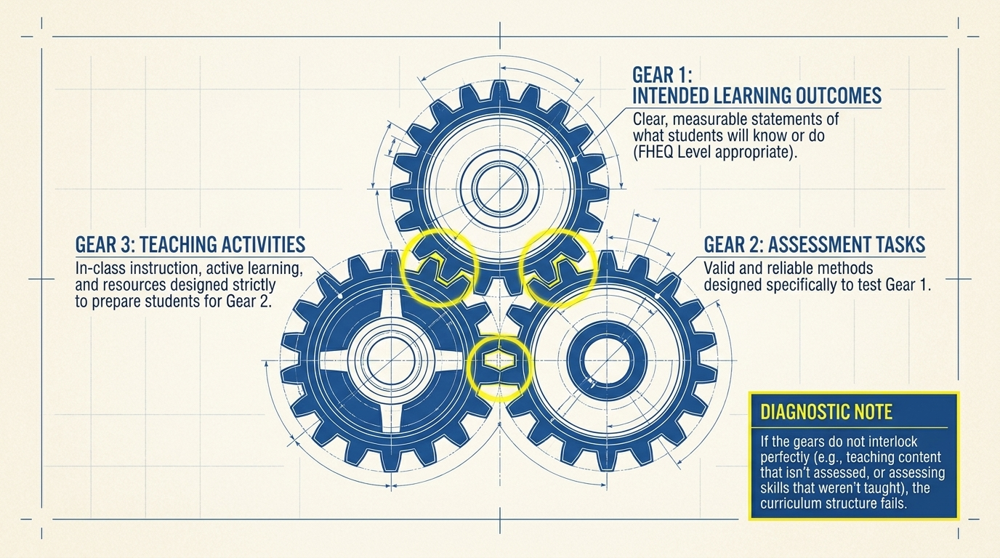 GEAR 1:
INTENDED LEARNING OUTCOMES
Clear, measurable statements of
what students will know or do
(FHEQ Level appropriate).
GEAR 3: TEACHING ACTIVITIES
In-class instruction, active learning,
and resources designed strictly
to prepare students for Gear 2.
GEAR 2: ASSESSMENT TASKS
Valid and reliable methods
designed specifically to test Gear 1.
DIAGNOSTIC NOTE
If the gears do not interlock
perfectiy (e.g., teaching content
that isn't assessed, or assessing
skills that weren't taught), the
curriculum structure fails.